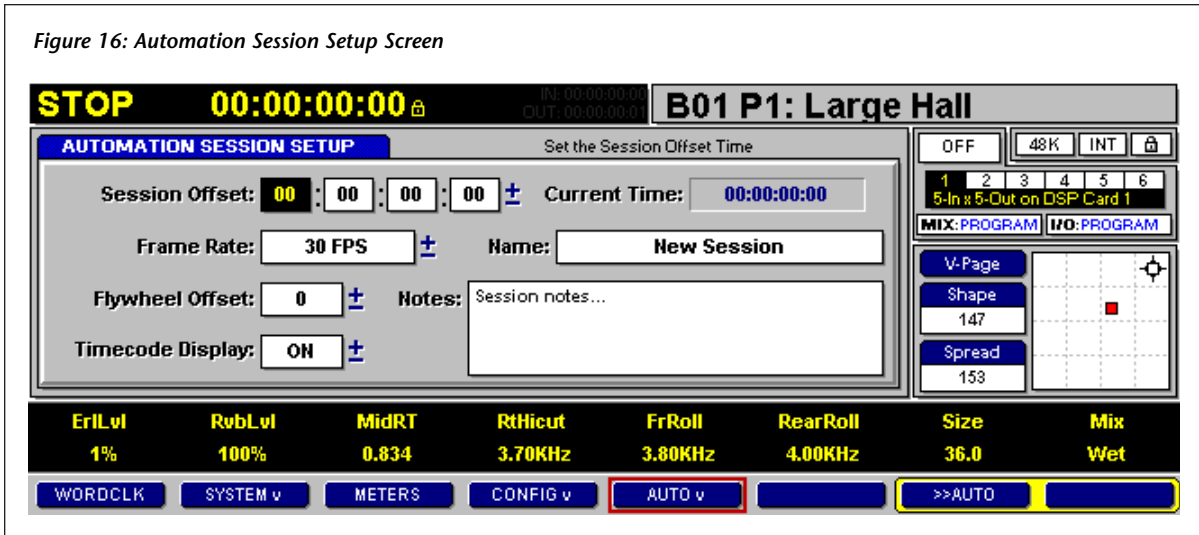 Figure 16: Automation Session Setup Screen
STOP 00:00:00:00 IN: 00:00:00:00 B01 P1: Large Hall
OUT: 00:00:00:01
AUTOMATION SESSION SETUP Set the Session Offset Time
OFF 48K INT
Session Offset: 00 : 00 : 00 : 00 ± Current Time: 00:00:00:00
1 2 3 4 5 6
5-In x 5-Out on DSP Card 1
MIX:PROGRAM I/O:PROGRAM
Frame Rate: 30 FPS ± Name: New Session
V-Page
Flywheel Offset: 0 ± Notes: Session notes...
Shape
147
Timecode Display: ON ±
Spread
153
ErlLvl RvbLvl MidRT RtHicut FrRoll RearRoll Size Mix
1% 100% 0.834 3.70KHz 3.80KHz 4.00KHz 36.0 Wet
WORDCLK SYSTEM v METERS CONFIG v AUTO v >>AUTO